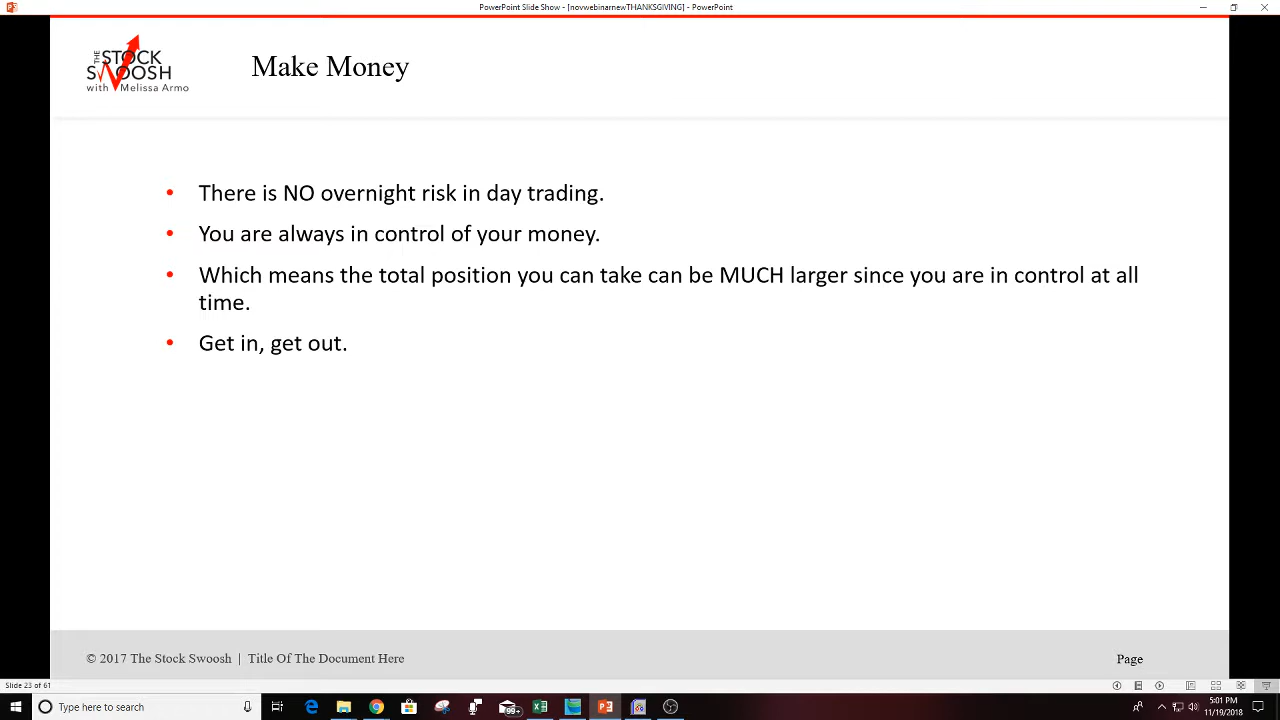 PowerPoint Slide Show - [novwebinarnewTHANKSGIVING] - PowerPoint
THE STOCK
SWOOSH
with Melissa Armo
Make Money
• There is NO overnight risk in day trading.
• You are always in control of your money.
• Which means the total position you can take can be MUCH larger since you are in control at all
time.
• Get in, get out.
© 2017 The Stock Swoosh | Title Of The Document Here
Page
Slide 23 of 61
Type here to search
99+
5:01 PM
11/19/2018